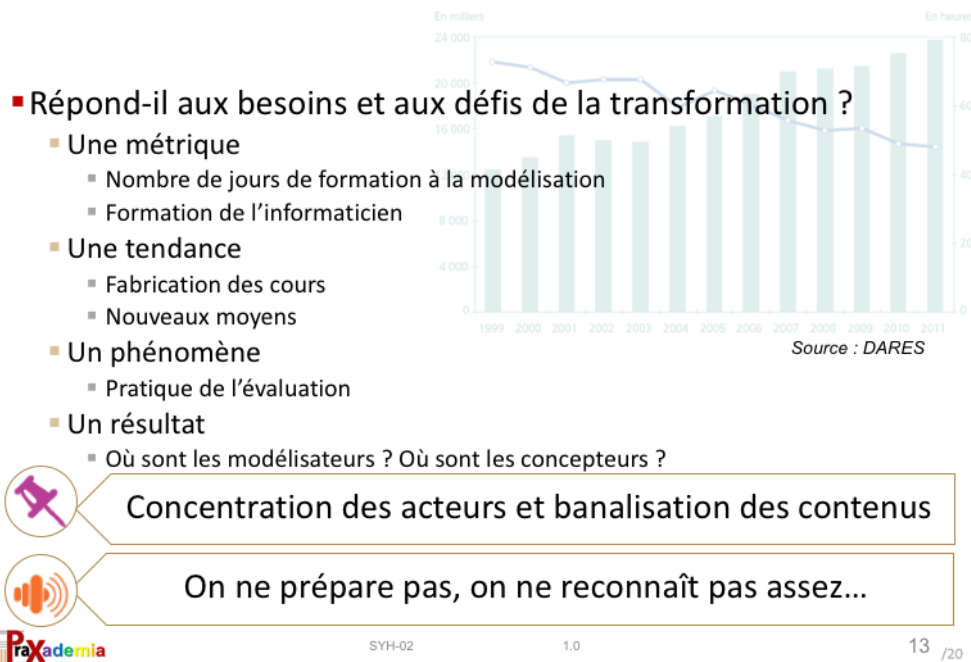 En milliers
En heures
24 000
80
Répond-il aux besoins et aux défis de la transformation ?
20 000
60
Une métrique
16 000
Nombre de jours de formation à la modélisation
40
Formation de l’informaticien
8 000
Une tendance
20
4 000
Fabrication des cours
Nouveaux moyens
0
0
1999 2000 2001 2002 2003 2004 2005 2006 2007 2008 2009 2010 2011
Source : DARES
Un phénomène
Pratique de l’évaluation
Un résultat
Où sont les modélisateurs ? Où sont les concepteurs ?
Concentration des acteurs et banalisation des contenus
On ne prépare pas, on ne reconnaît pas assez…
PraXademia
SYH-02
1.0
13 /20